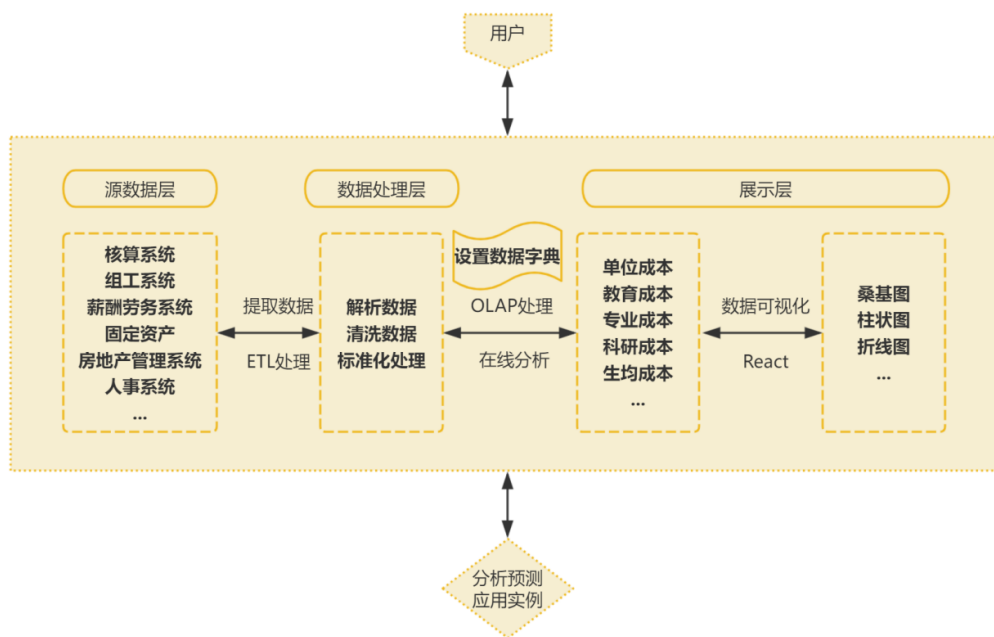 用户
源数据层
数据处理层
展示层
核算系统
组工系统
薪酬劳务系统
固定资产
房地产管理系统
人事系统
...
提取数据
ETL处理
解析数据
清洗数据
标准化处理
设置数据字典
OLAP处理
在线分析
单位成本
教育成本
专业成本
科研成本
生均成本
...
数据可视化
React
桑基图
柱状图
折线图
...
分析预测
应用实例